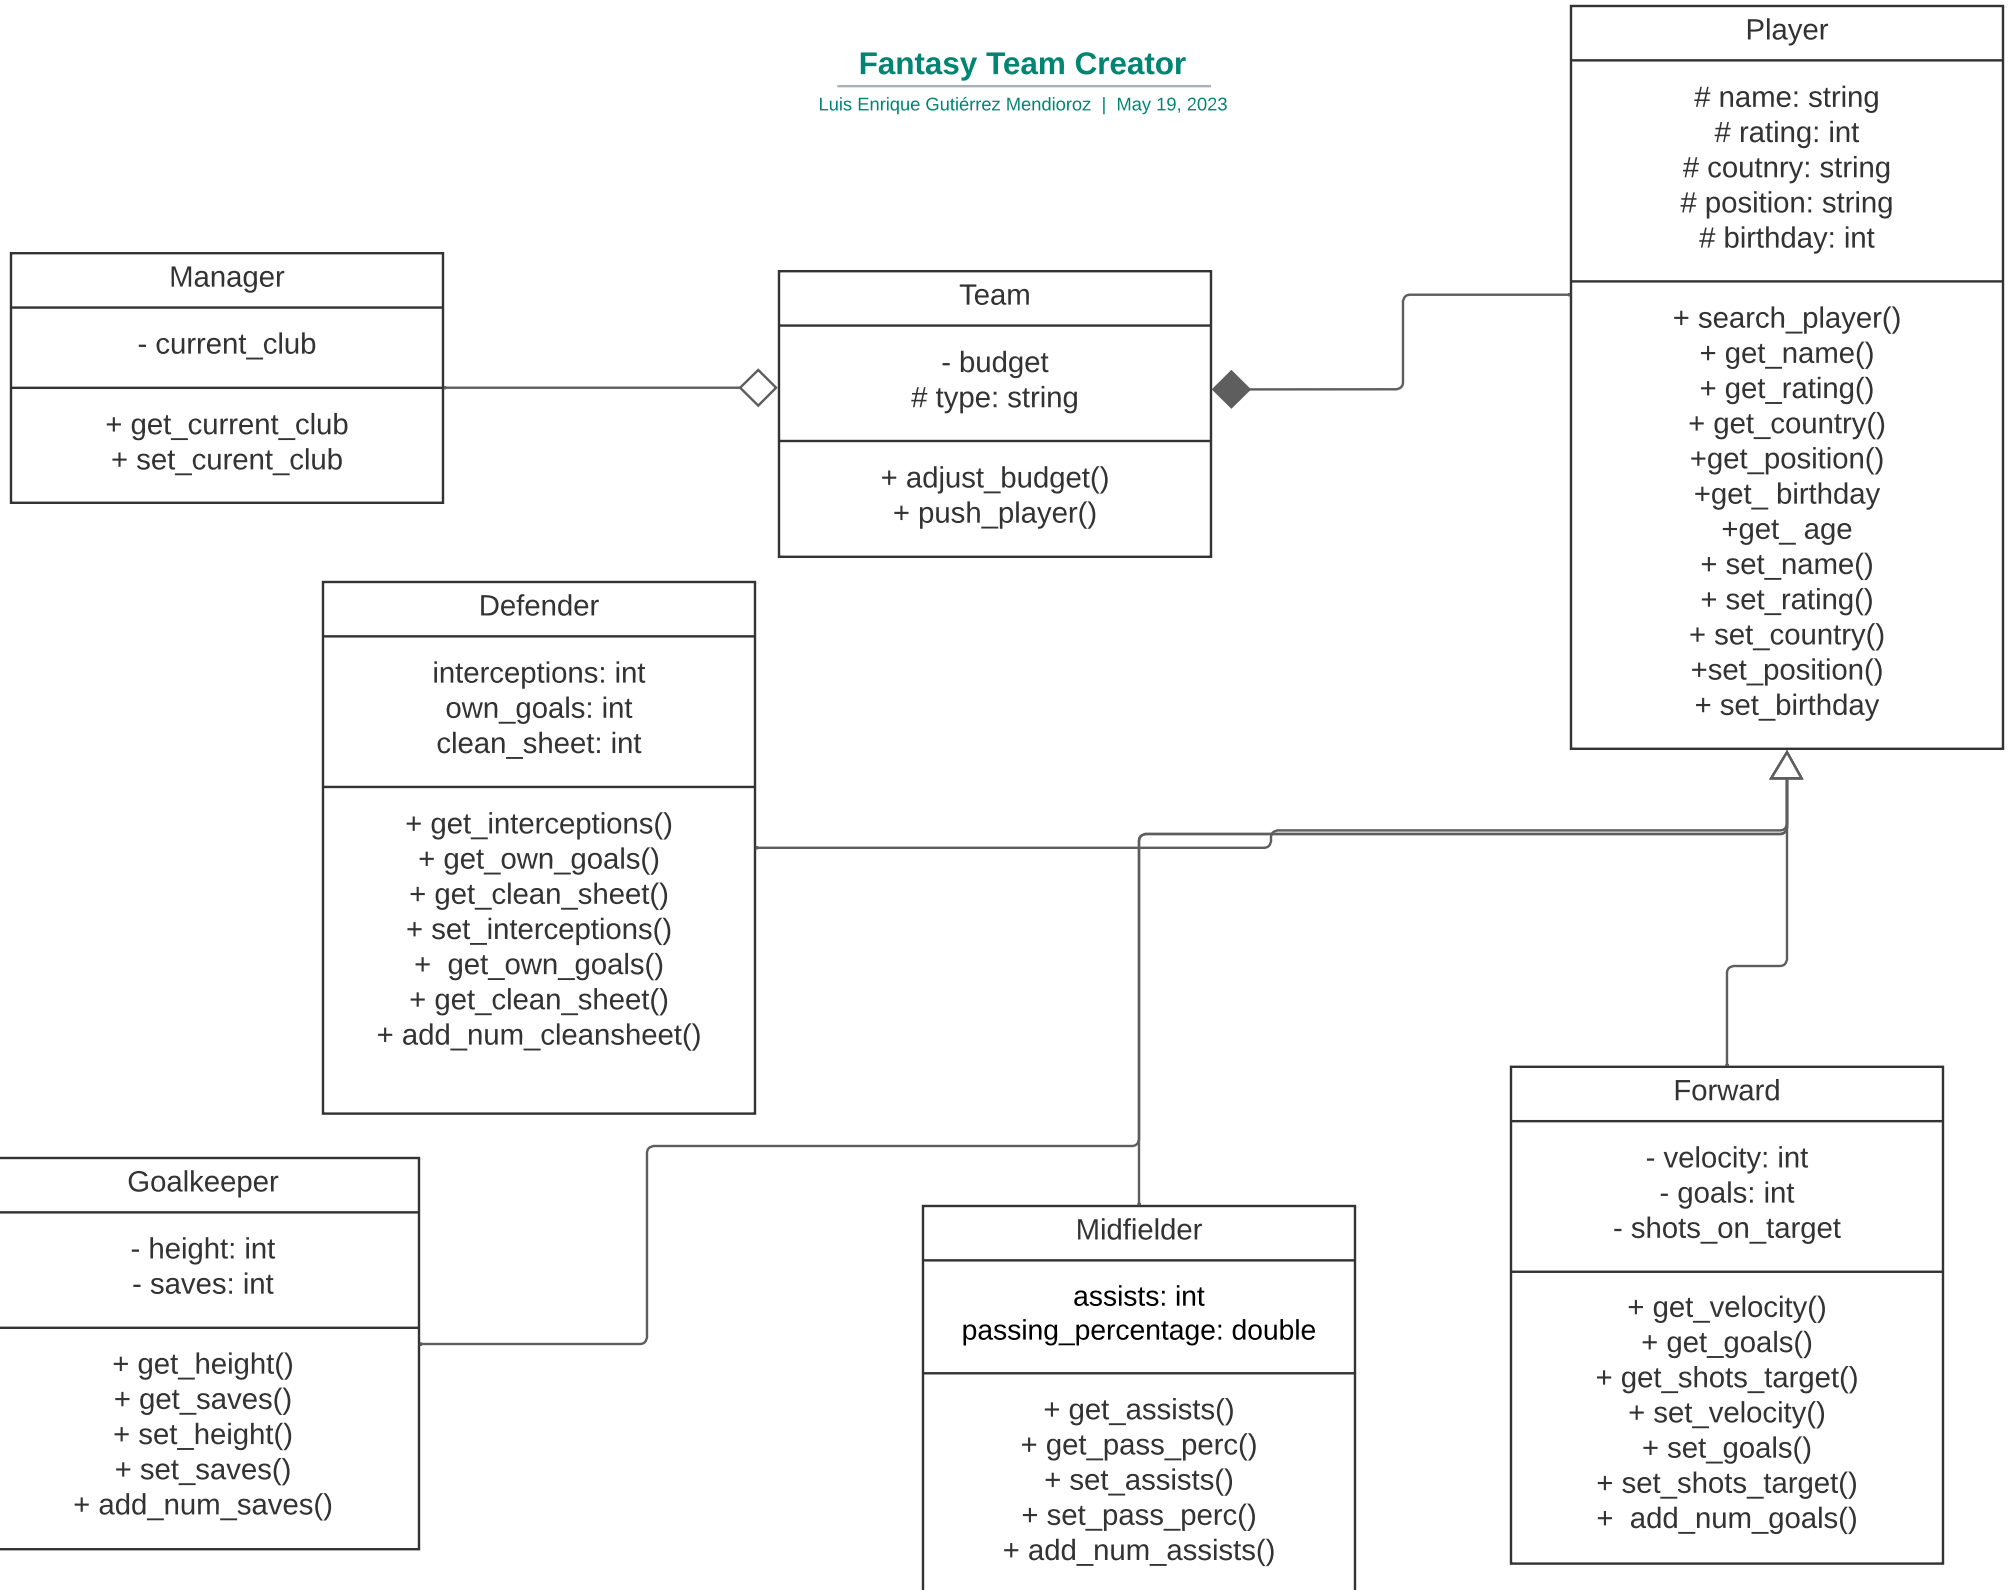 Fantasy Team Creator
Luis Enrique Gutiérrez Mendioroz | May 19, 2023
Player
# name: string
# rating: int
# coutnry: string
# position: string
# birthday: int
+ search_player()
+ get_name()
+ get_rating()
+ get_country()
+get_position()
+get_ birthday
+get_ age
+ set_name()
+ set_rating()
+ set_country()
+set_position()
+ set_birthday
Manager
- current_club
+ get_current_club
+ set_curent_club
Team
- budget
# type: string
+ adjust_budget()
+ push_player()
Defender
interceptions: int
own_goals: int
clean_sheet: int
+ get_interceptions()
+ get_own_goals()
+ get_clean_sheet()
+ set_interceptions()
+  get_own_goals()
+ get_clean_sheet()
+ add_num_cleansheet()
Goalkeeper
- height: int
- saves: int
+ get_height()
+ get_saves()
+ set_height()
+ set_saves()
+ add_num_saves()
Midfielder
assists: int
passing_percentage: double
+ get_assists()
+ get_pass_perc()
+ set_assists()
+ set_pass_perc()
+ add_num_assists()
Forward
- velocity: int
- goals: int
- shots_on_target
+ get_velocity()
+ get_goals()
+ get_shots_target()
+ set_velocity()
+ set_goals()
+ set_shots_target()
+  add_num_goals()